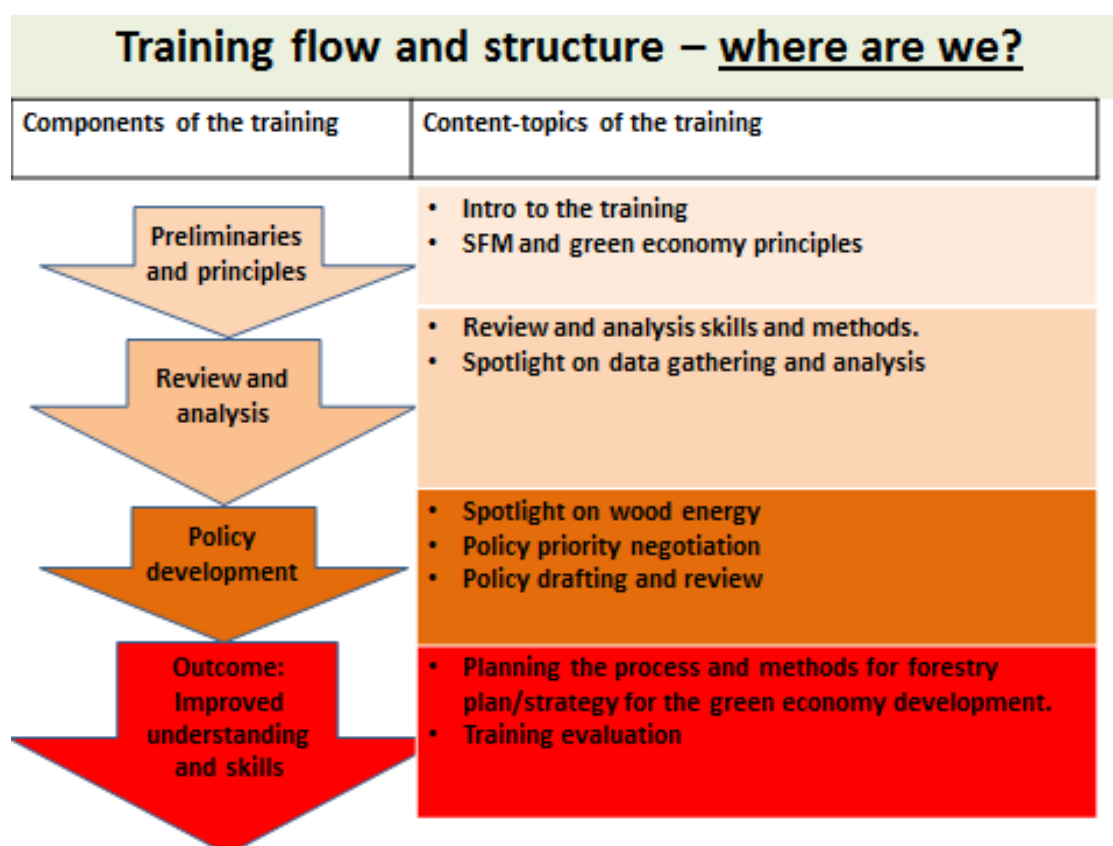 Training flow and structure – where are we?
Components of the training
Content-topics of the training
Preliminaries
and principles
• Intro to the training
• SFM and green economy principles
Review and
analysis
• Review and analysis skills and methods.
• Spotlight on data gathering and analysis
Policy
development
• Spotlight on wood energy
• Policy priority negotiation
• Policy drafting and review
Outcome:
Improved
understanding
and skills
• Planning the process and methods for forestry
plan/strategy for the green economy development.
• Training evaluation